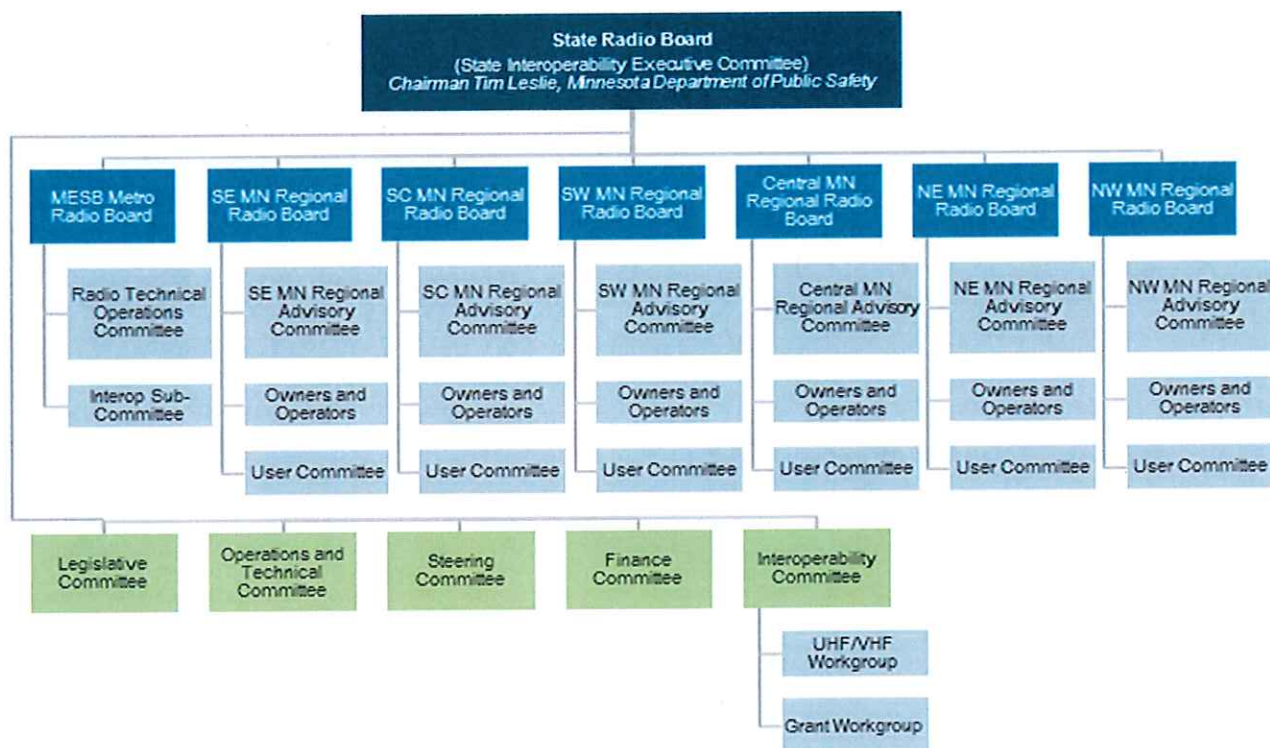 State Radio Board
(State Interoperability Executive Committee)
Chairman Tim Leslie, Minnesota Department of Public Safety
MESB Metro
Radio Board
SE MN Regional
Radio Board
SC MN Regional
Radio Board
SW MN Regional
Radio Board
Central MN
Regional Radio
Board
NE MN Regional
Radio Board
NW MN Regional
Radio Board
Radio Technical
Operations
Committee
SE MN Regional
Advisory
Committee
SC MN Regional
Advisory
Committee
SW MN Regional
Advisory
Committee
Central MN
Regional Advisory
Committee
NE MN Regional
Advisory
Committee
NW MN Regional
Advisory
Committee
Interop Sub-
Committee
Owners and
Operators
Owners and
Operators
Owners and
Operators
Owners and
Operators
Owners and
Operators
Owners and
Operators
User Committee
User Committee
User Committee
User Committee
User Committee
User Committee
Legislative
Committee
Operations and
Technical
Committee
Steering
Committee
Finance
Committee
Interoperability
Committee
UHF/VHF
Workgroup
Grant Workgroup